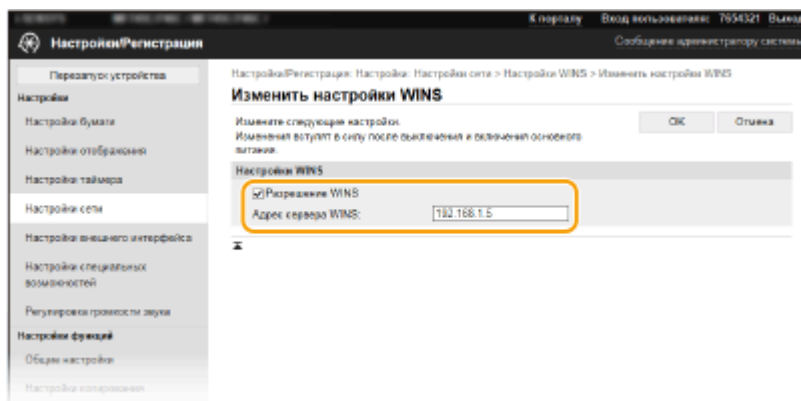 К порталу Вход пользователя: 7654321 Выход
Настройки/Регистрация
Сообщение администратору системы
Перезапуск устройства
Настройки
Настройки бумаги
Настройки отображения
Настройки таймера
Настройки сети
Настройки внешнего интерфейса
Настройки специальных
возможностей
Регулировка громкости звука
Настройки функций
Общие настройки
Настройки копирования
Настройки/Регистрация: Настройки: Настройки сети > Настройки WINS > Изменить настройки WINS
Изменить настройки WINS
Измените следующие настройки.
Изменения вступят в силу после выключения и включения основного
питания.
OK Отмена
Настройки WINS
Разрешение WINS
Адрес сервера WINS: 192.168.1.5